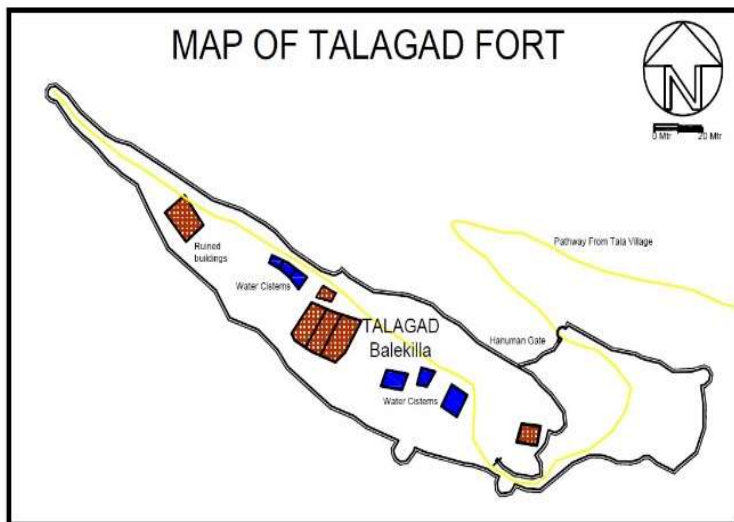 MAP OF TALAGAD FORT
N
0 Mtr 20 Mtr
Pathway From Tala Village
Ruined
buildings
Water Cisterns
TALAGAD
Balekilla
Hanuman Gate
Water Cisterns